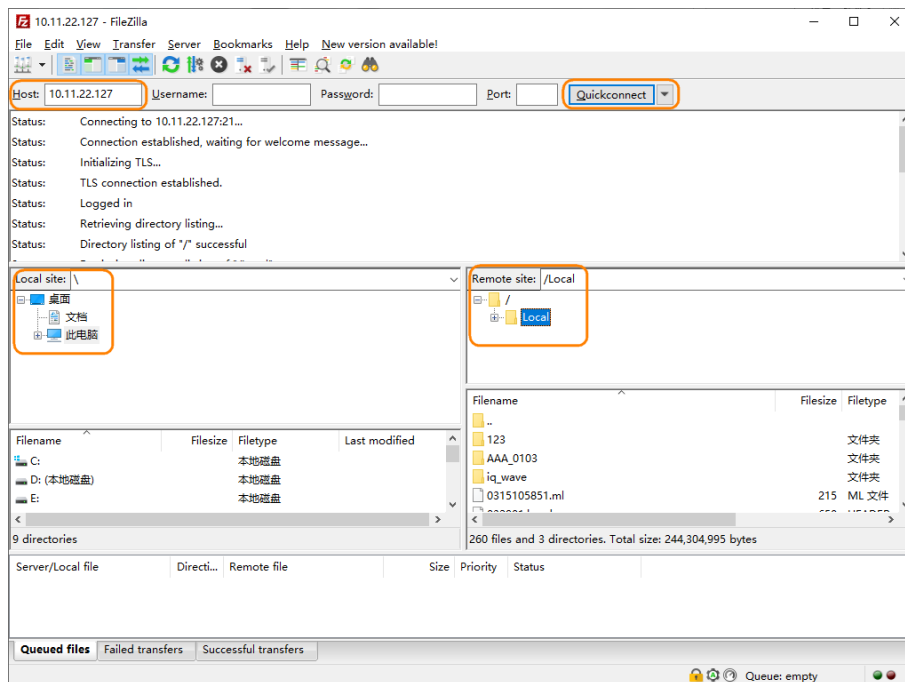 10.11.22.127 - FileZilla
File Edit View Transfer Server Bookmarks Help New version available!
Host: 10.11.22.127 Username: Password: Port: Quickconnect
Status: Connecting to 10.11.22.127:21...
Status: Connection established, waiting for welcome message...
Status: Initializing TLS...
Status: TLS connection established.
Status: Logged in
Status: Retrieving directory listing...
Status: Directory listing of "/" successful
Local site: \
桌面
文档
此电脑
Filename Filesize Filetype Last modified
C: 本地磁盘
D: (本地磁盘) 本地磁盘
E: 本地磁盘
9 directories
Remote site: /Local
/
Local
Filename Filesize Filetype
..
123 文件夹
AAA_0103 文件夹
iq_wave 文件夹
0315105851.ml 215 ML 文件
260 files and 3 directories. Total size: 244,304,995 bytes
Server/Local file Directi... Remote file Size Priority Status
Queued files Failed transfers Successful transfers
Queue: empty